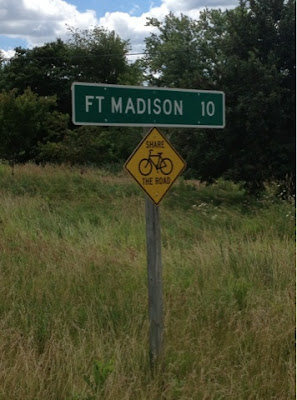 FT MADISON 10
SHARE
THE ROAD